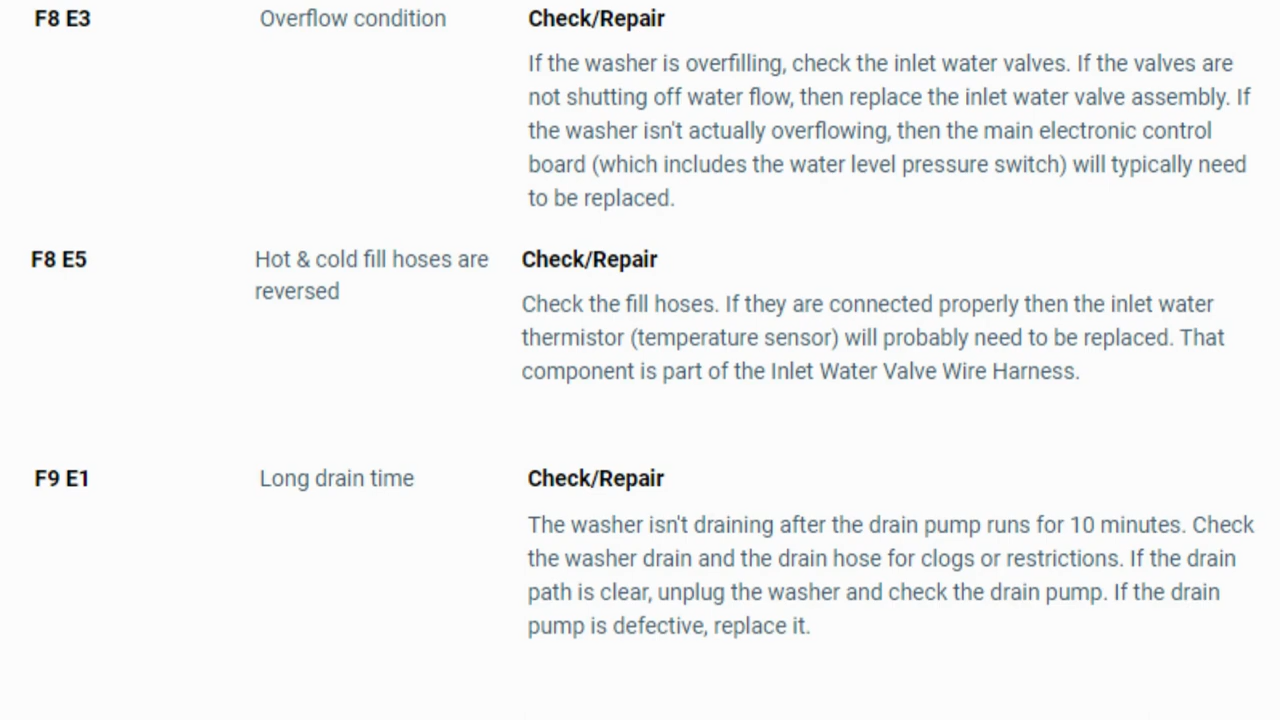 F8 E3 Overflow condition Check/Repair
If the washer is overfilling, check the inlet water valves. If the valves are
not shutting off water flow, then replace the inlet water valve assembly. If
the washer isn't actually overflowing, then the main electronic control
board (which includes the water level pressure switch) will typically need
to be replaced.
F8 E5 Hot & cold fill hoses are Check/Repair
reversed
Check the fill hoses. If they are connected properly then the inlet water
thermistor (temperature sensor) will probably need to be replaced. That
component is part of the Inlet Water Valve Wire Harness.
F9 E1 Long drain time Check/Repair
The washer isn't draining after the drain pump runs for 10 minutes. Check
the washer drain and the drain hose for clogs or restrictions. If the drain
path is clear, unplug the washer and check the drain pump. If the drain
pump is defective, replace it.